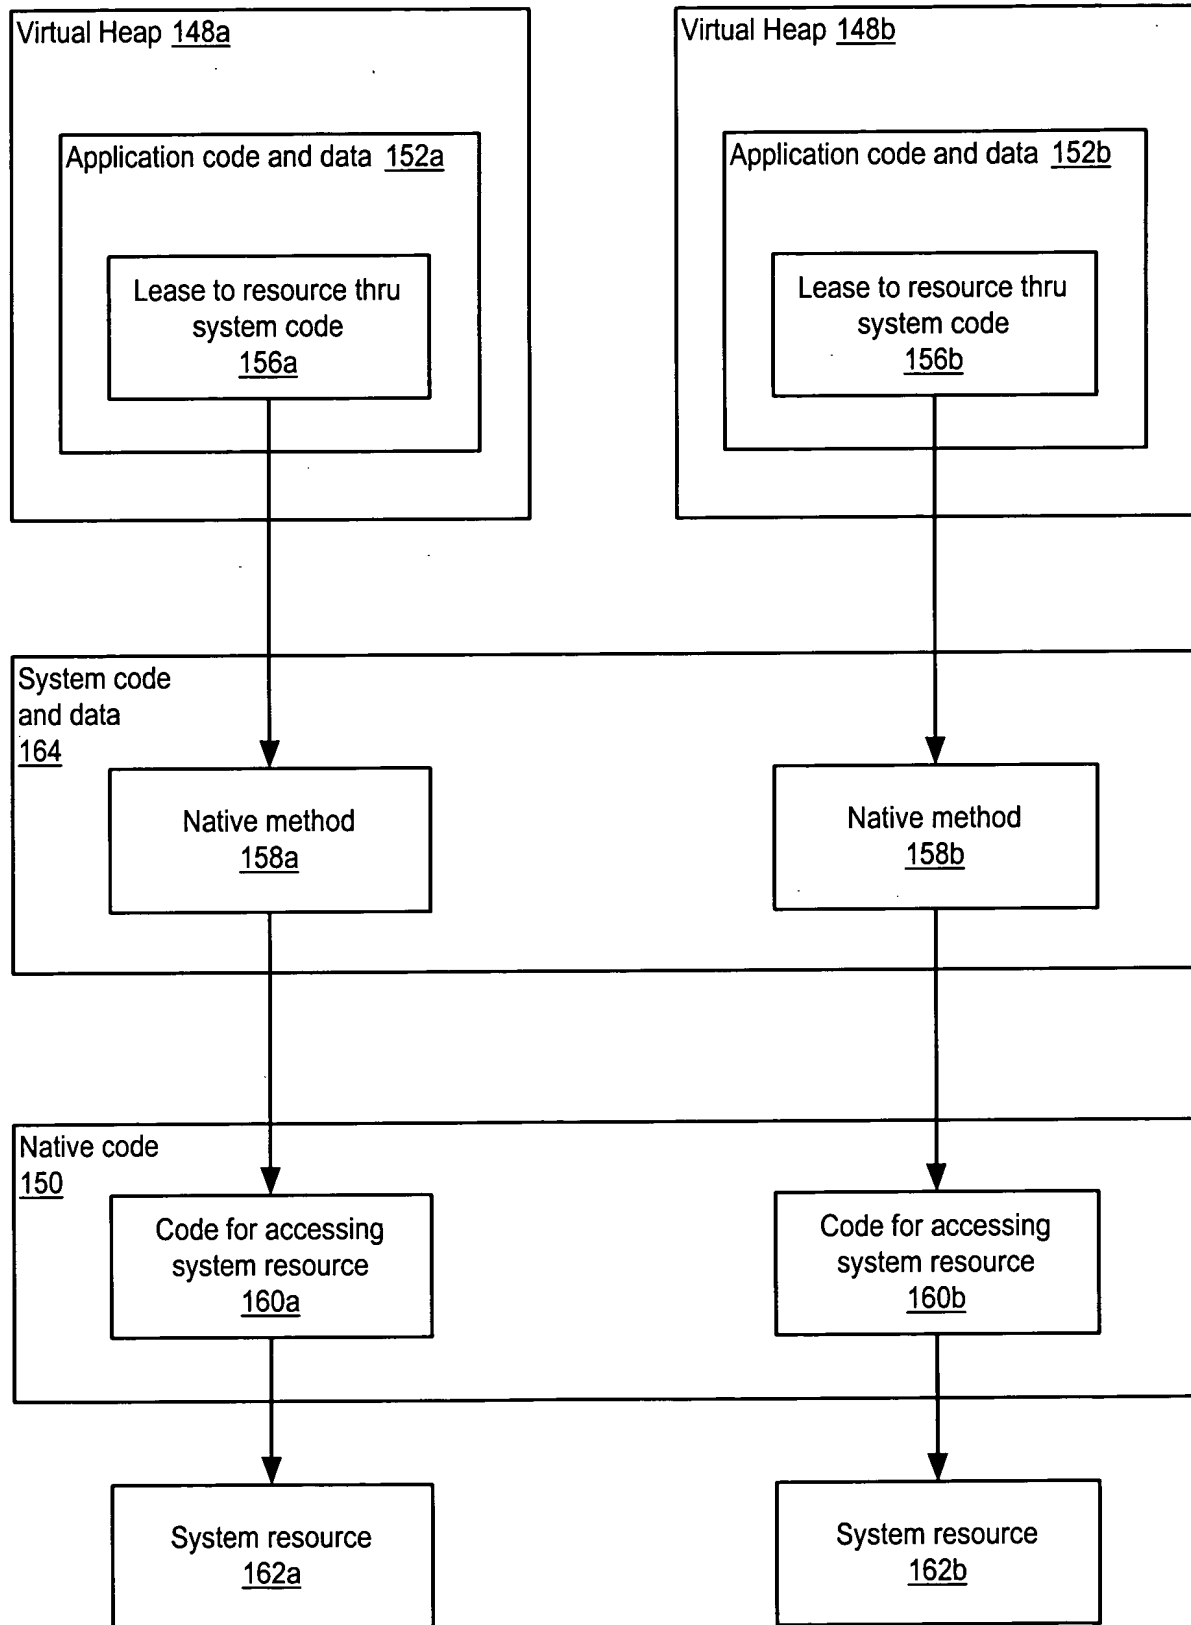 Virtual Heap 148a
Application code and data 152a
Lease to resource thru
system code
156a
Virtual Heap 148b
Application code and data 152b
Lease to resource thru
system code
156b
System code
and data
164
Native method
158a
Native method
158b
Native code
150
Code for accessing
system resource
160a
Code for accessing
system resource
160b
System resource
162a
System resource
162b